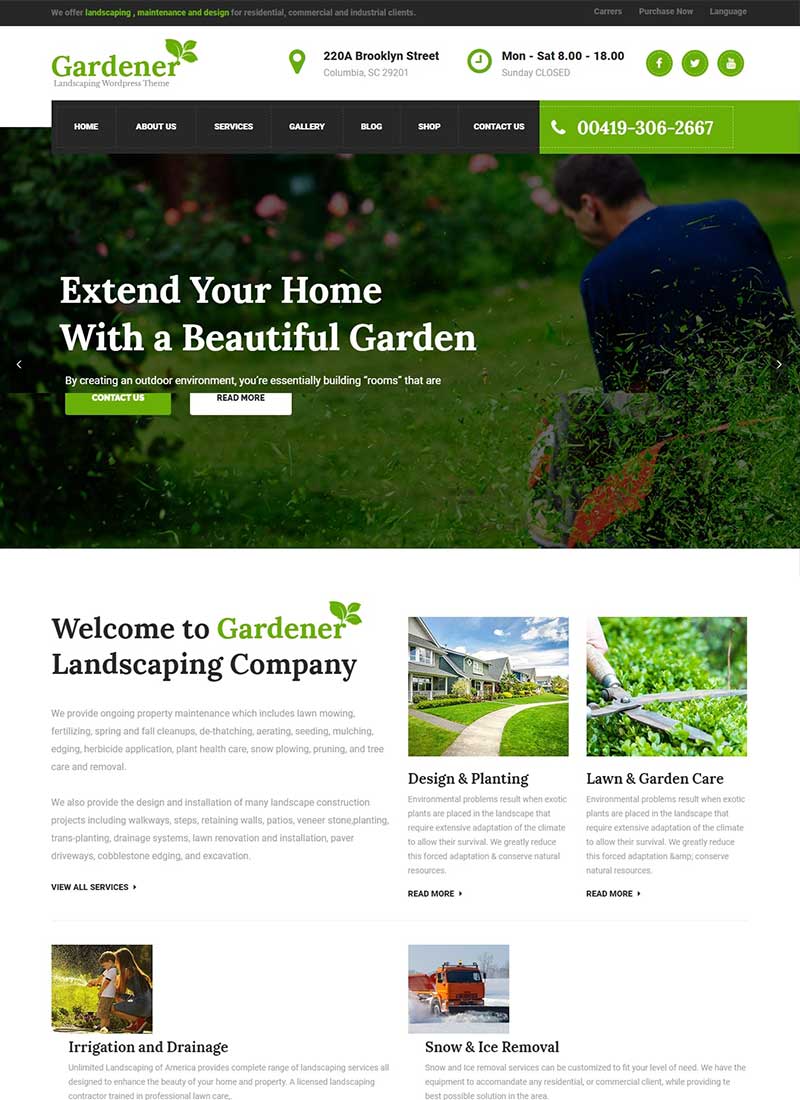 We offer landscaping , maintenance and design for residential, commercial and industrial clients.
Carrers Purchase Now Language
Gardener
Landscaping Wordpress Theme
220A Brooklyn Street
Columbia, SC 29201
Mon - Sat 8.00 - 18.00
Sunday CLOSED
HOME ABOUT US SERVICES GALLERY BLOG SHOP CONTACT US
00419-306-2667
Extend Your Home
With a Beautiful Garden
By creating an outdoor environment, you're essentially building “rooms” that are
CONTACT US READ MORE
Welcome to Gardener
Landscaping Company
We provide ongoing property maintenance which includes lawn mowing,
fertilizing, spring and fall cleanups, de-thatching, aerating, seeding, mulching,
edging, herbicide application, plant health care, snow plowing, pruning, and tree
care and removal.
We also provide the design and installation of many landscape construction
projects including walkways, steps, retaining walls, patios, veneer stone,planting,
trans-planting, drainage systems, lawn renovation and installation, paver
driveways, cobblestone edging, and excavation.
VIEW ALL SERVICES
Design & Planting
Environmental problems result when exotic
plants are placed in the landscape that
require extensive adaptation of the climate
to allow their survival. We greatly reduce
this forced adaptation & conserve natural
resources.
READ MORE
Lawn & Garden Care
Environmental problems result when exotic
plants are placed in the landscape that
require extensive adaptation of the climate
to allow their survival. We greatly reduce
this forced adaptation &amp; conserve
natural resources.
READ MORE
Irrigation and Drainage
Unlimited Landscaping of America provides complete range of landscaping services all
designed to enhance the beauty of your home and property. A licensed landscaping
contractor trained in professional lawn care,.
Snow & Ice Removal
Snow and Ice removal services can be customized to fit your level of need. We have the
equipment to accomandate any residential, or commercial client, while providing te
best possible solution in the area.